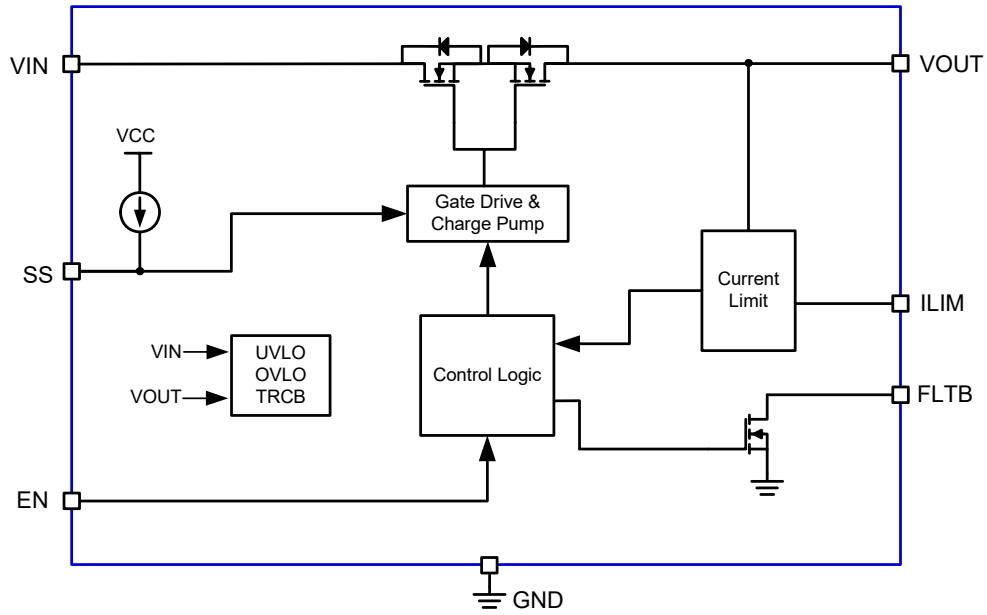 VIN
VOUT
VCC
Gate Drive &
Charge Pump
SS
Current
Limit
ILIM
Control Logic
VIN
VOUT
UVLO
OVLO
TRCB
FLTB
EN
GND